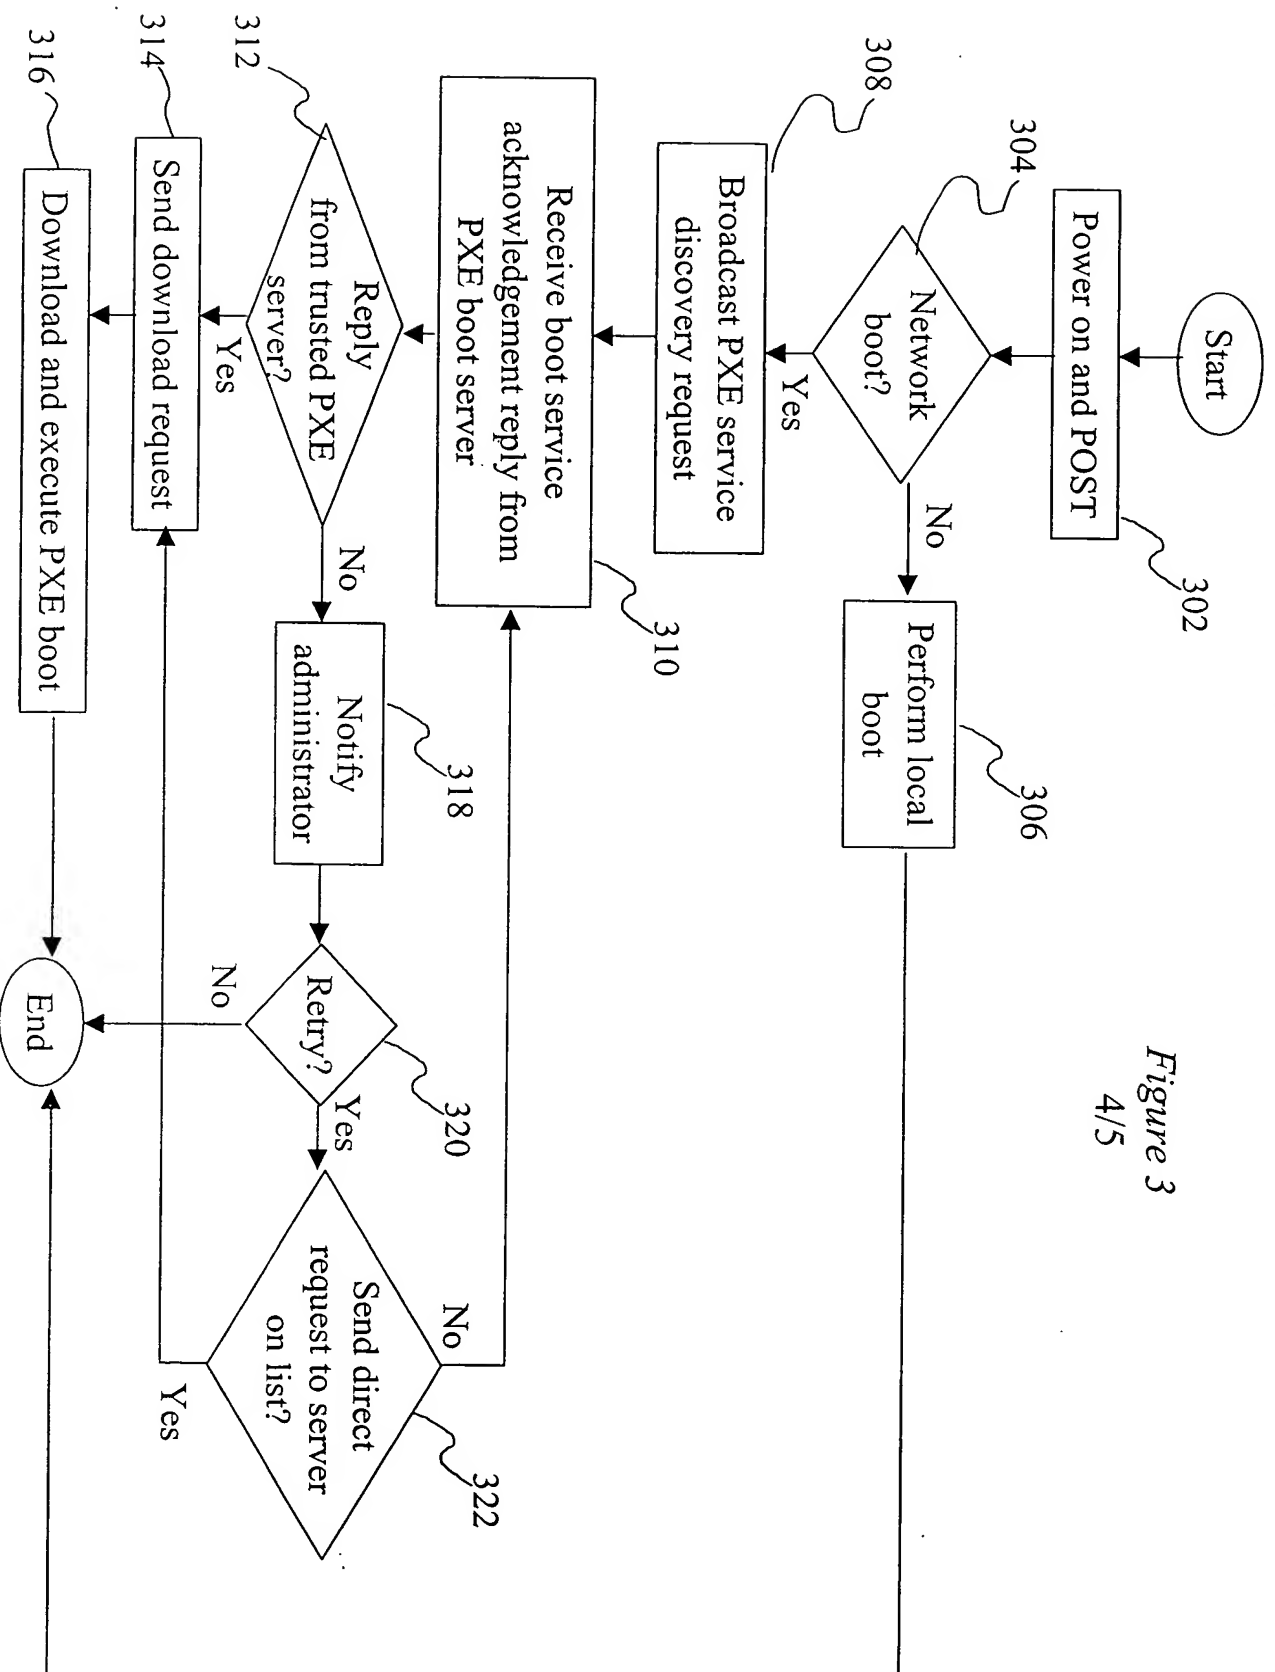 Figure 3
4/5
Start
Power on and POST
302
304
Network
boot?
No
Yes
Perform local
boot
306
308
Broadcast PXE service
discovery request
Receive boot service
acknowledgement reply from
PXE boot server
310
312
Reply
from trusted PXE
server?
No
Yes
Notify
administrator
318
Retry?
320
Yes
No
Send direct
request to server
on list?
322
No
Yes
314
Send download request
316
Download and execute PXE boot
End